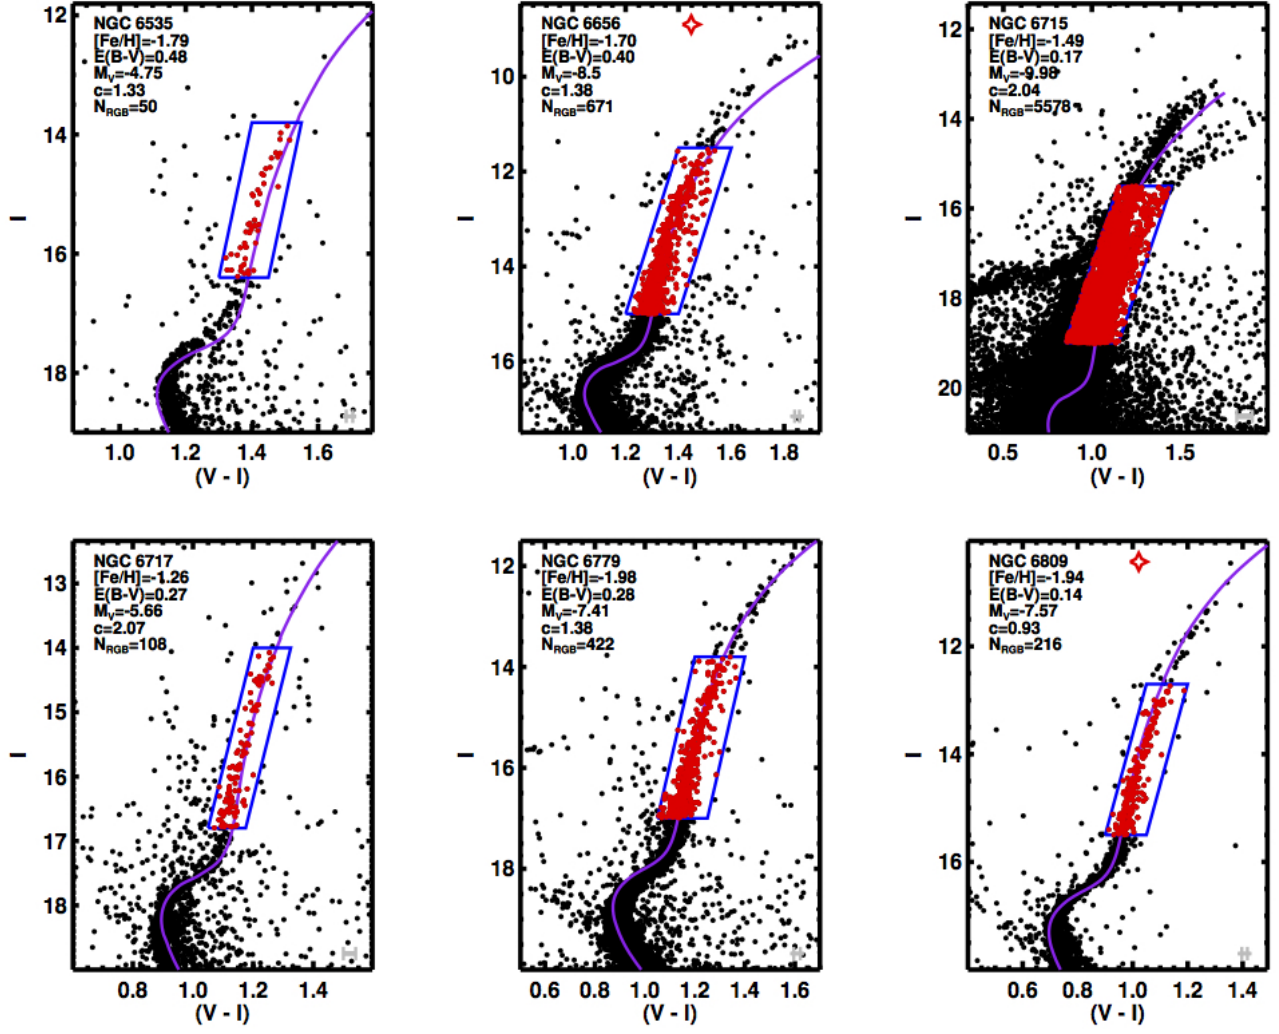 NGC 6535
[Fe/H]=-1.79
E(B-V)=0.48
MV=-4.75
c=1.33
NRGB=50
12
14
16
18
I
1.0 1.2 1.4 1.6
(V - I)
NGC 6656
[Fe/H]=-1.70
E(B-V)=0.40
MV=-8.5
c=1.38
NRGB=671
10
12
14
16
I
1.0 1.2 1.4 1.6 1.8
(V - I)
NGC 6715
[Fe/H]=-1.49
E(B-V)=0.17
MV=-9.98
c=2.04
NRGB=5578
12
14
16
18
20
I
0.5 1.0 1.5
(V - I)
NGC 6717
[Fe/H]=-1.26
E(B-V)=0.27
MV=-5.66
c=2.07
NRGB=108
13
14
15
16
17
18
I
0.8 1.0 1.2 1.4
(V - I)
NGC 6779
[Fe/H]=-1.98
E(B-V)=0.28
MV=-7.41
c=1.38
NRGB=422
12
14
16
18
I
0.6 0.8 1.0 1.2 1.4 1.6
(V - I)
NGC 6809
[Fe/H]=-1.94
E(B-V)=0.14
MV=-7.57
c=0.93
NRGB=216
12
14
16
I
0.6 0.8 1.0 1.2 1.4
(V - I)